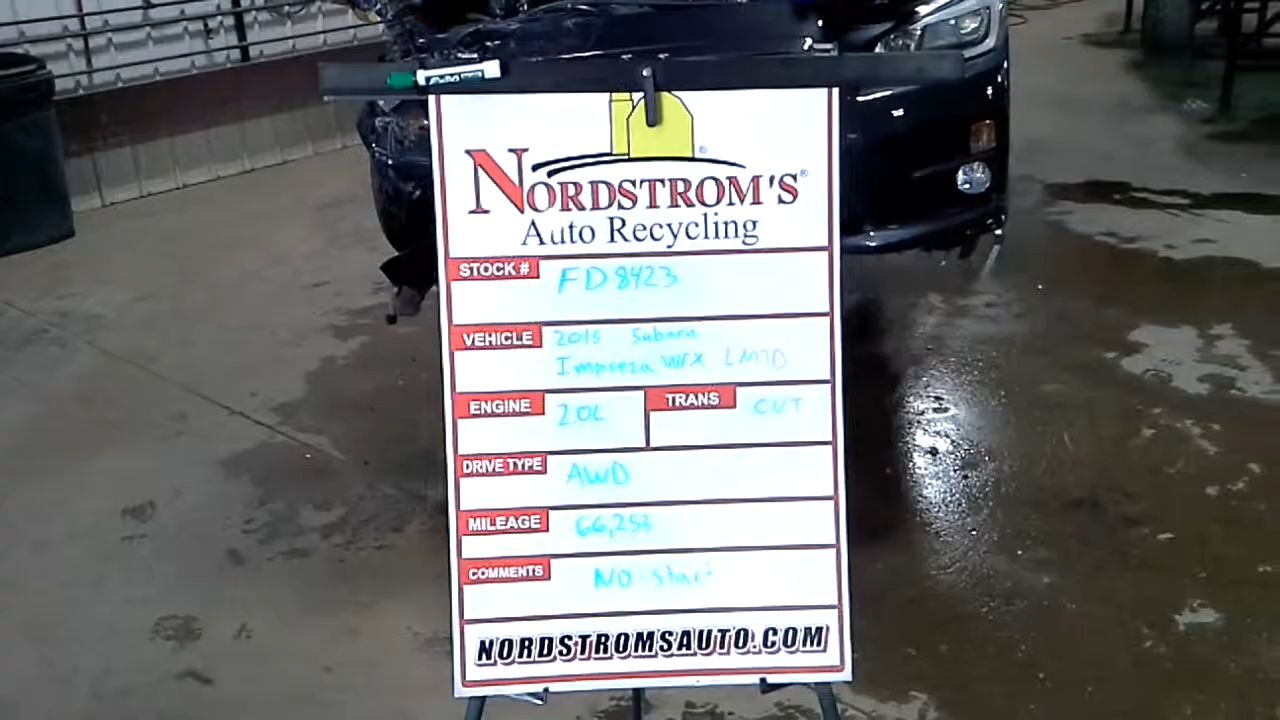 NORDSTROM'S®
Auto Recycling
STOCK # FD8423
VEHICLE 2015 Subaru
Impreza WRX LMTD
ENGINE 2.0L TRANS CVT
DRIVE TYPE AWD
MILEAGE 66,253
COMMENTS NO Start
NORDSTROMSAUTO.COM